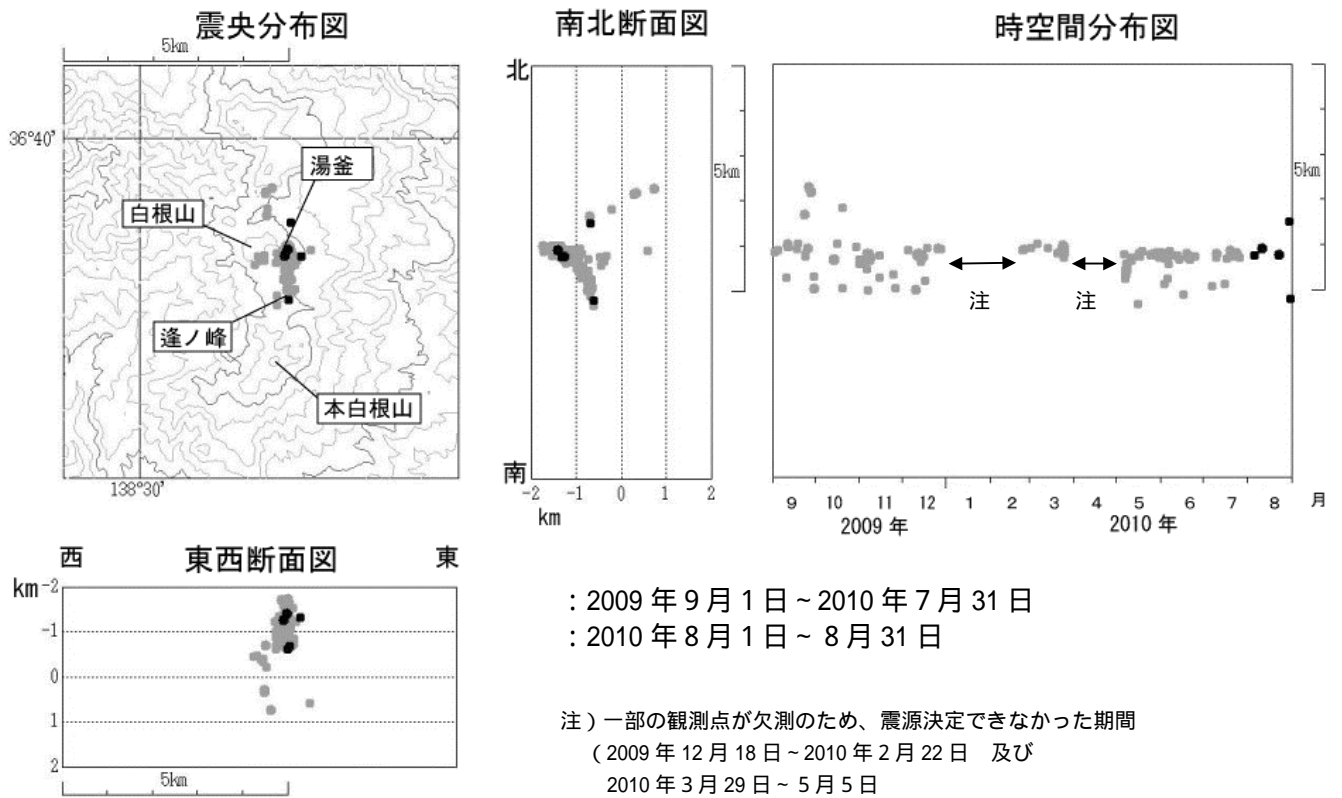 震央分布図
5km
36°40'
湯釜
白根山
逢ノ峰
本白根山
138°30'
南北断面図
北
南
-2 -1 0 1 2
km
5km
時空間分布図
5km
注
注
9 10 11 12 1 2 3 4 5 6 7 8 月
2009 年 2010 年
東西断面図
西 東
km
-2
-1
0
1
2
5km
：2009 年 9 月 1 日～2010 年 7 月 31 日
：2010 年 8 月 1 日～ 8 月 31 日
注）一部の観測点が欠測のため、震源決定できなかった期間
（2009 年 12 月 18 日～2010 年 2 月 22 日　及び
2010 年 3 月 29 日～ 5 月 5 日